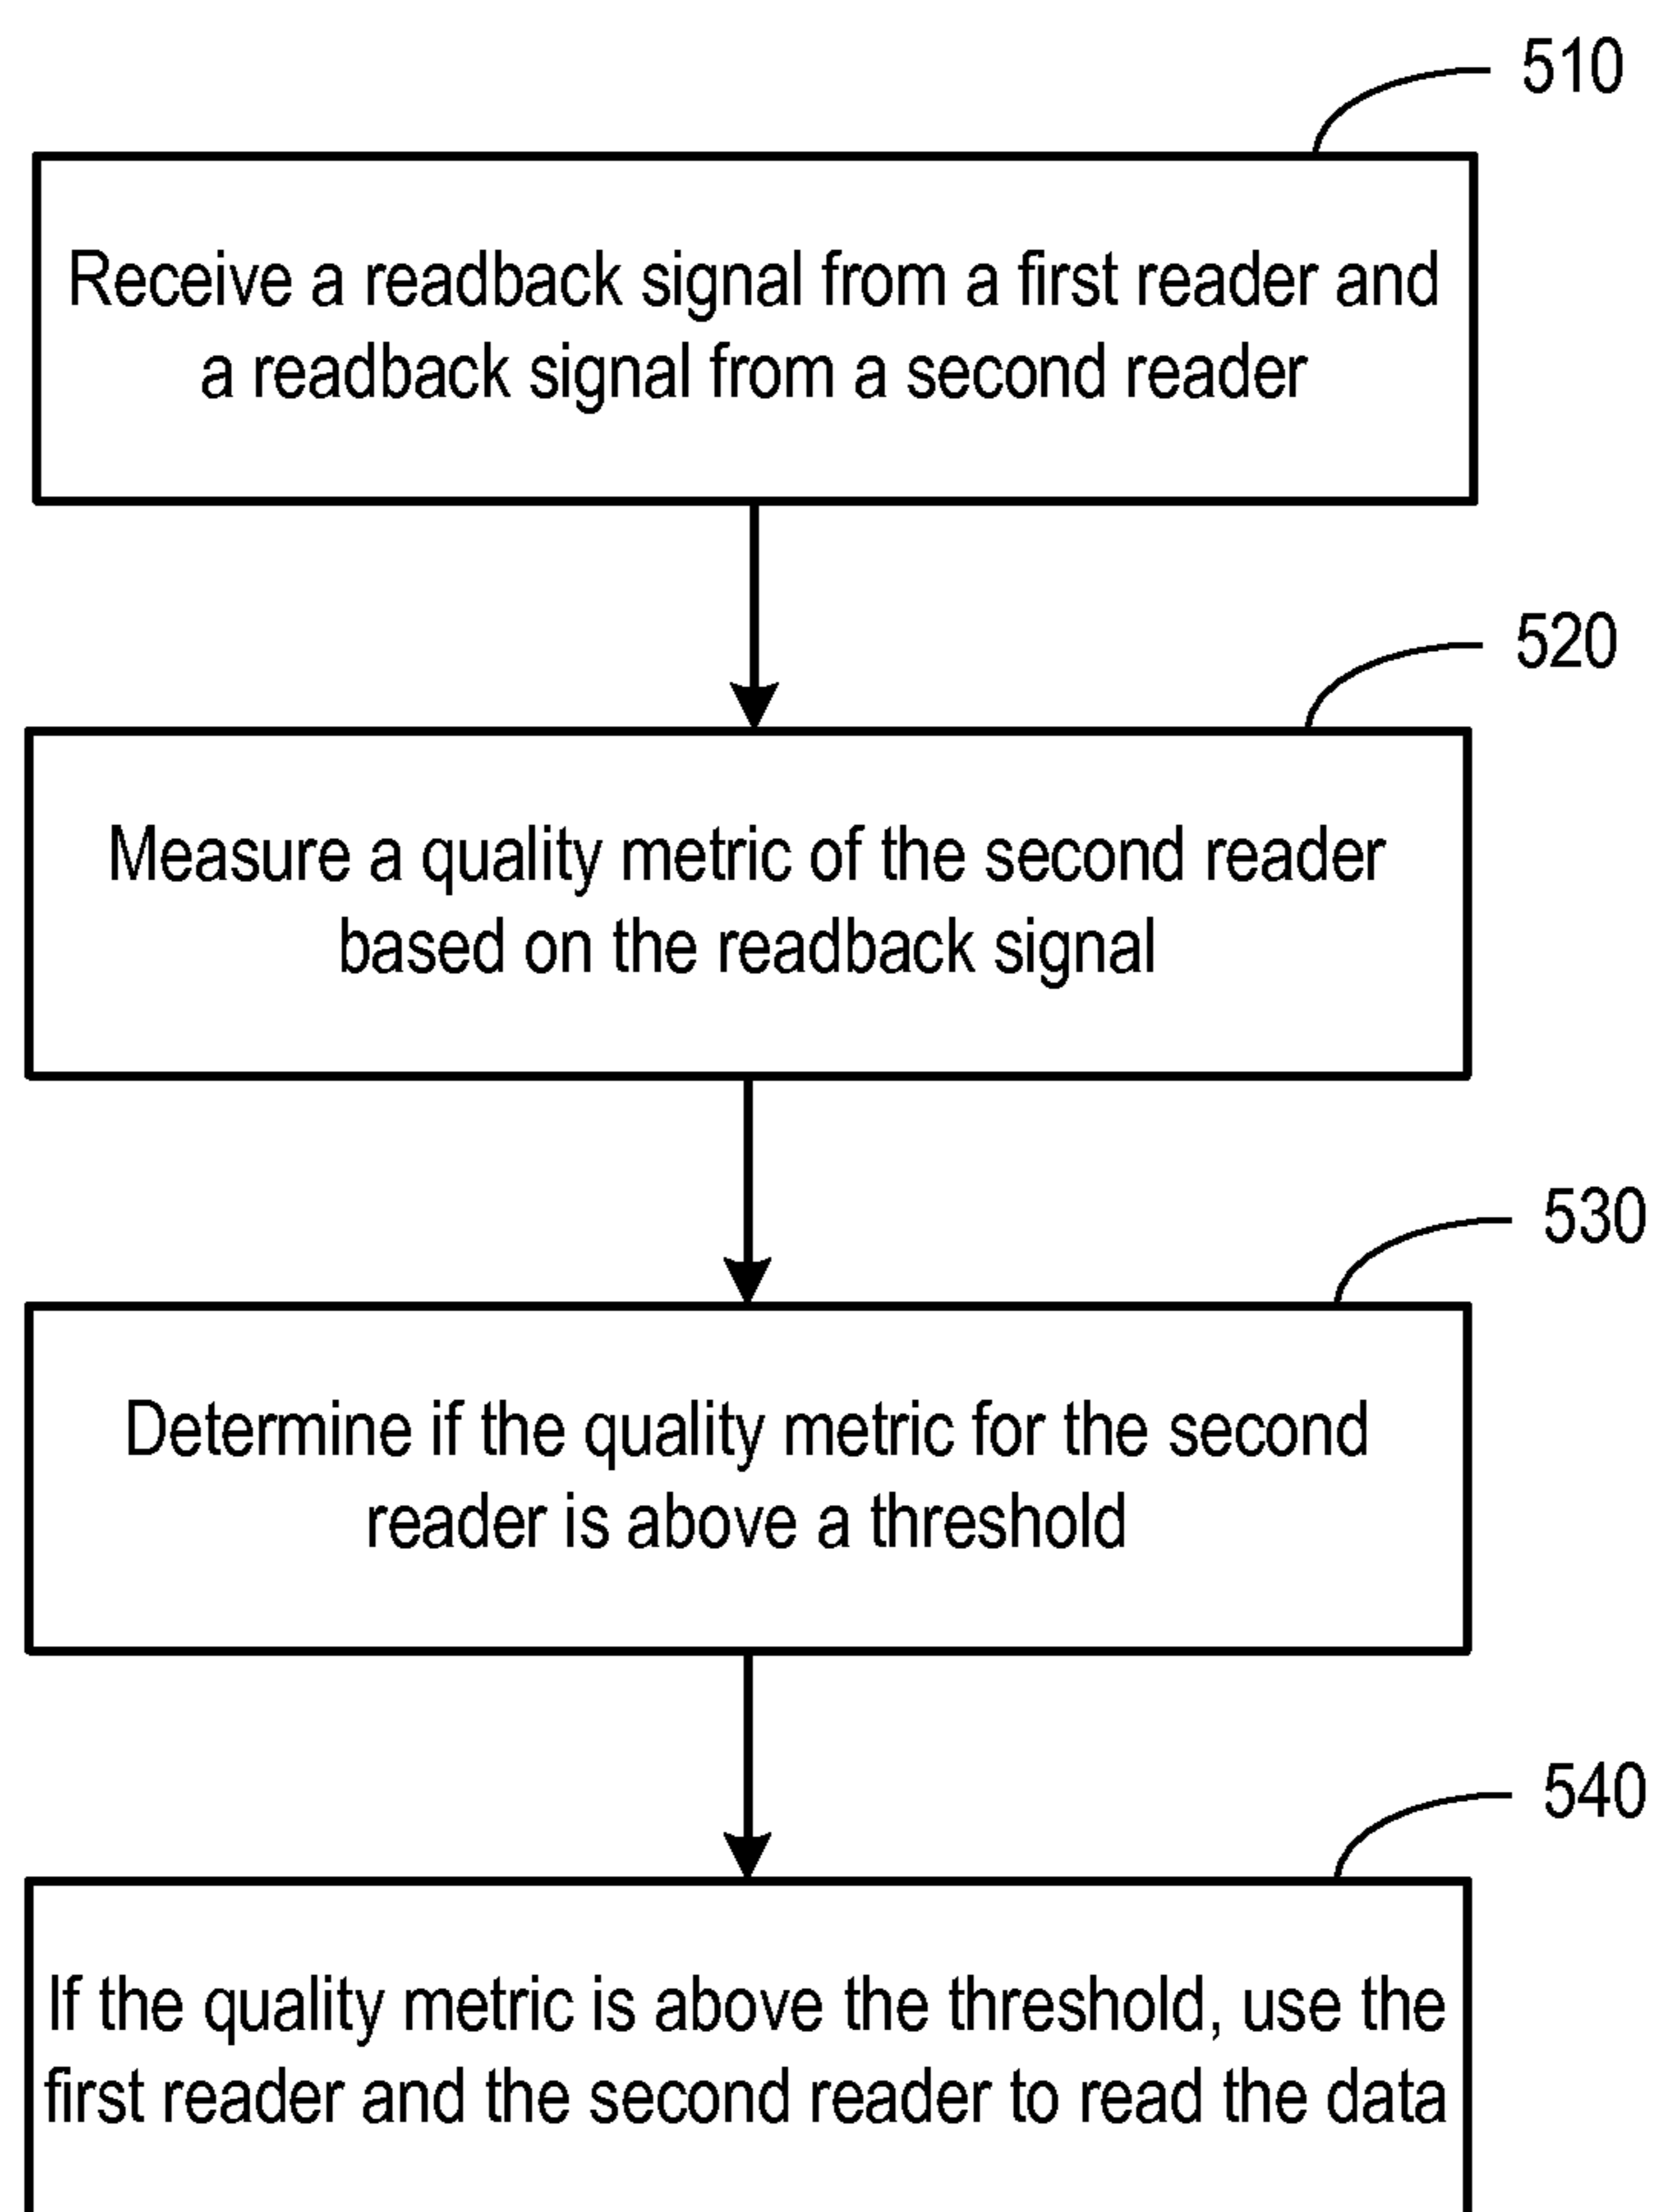 510
Receive a readback signal from a first reader and
a readback signal from a second reader
520
Measure a quality metric of the second reader
based on the readback signal
530
Determine if the quality metric for the second
reader is above a threshold
540
If the quality metric is above the threshold, use the
first reader and the second reader to read the data